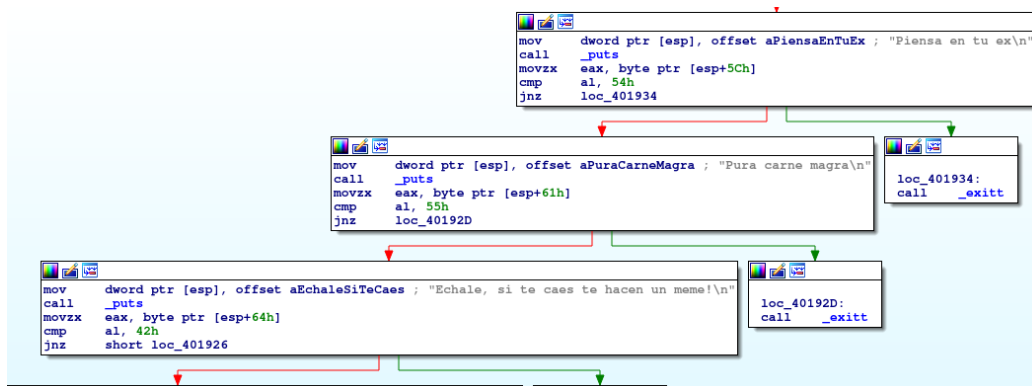 mov     dword ptr [esp], offset aPiensaEnTuEx ; "Piensa en tu ex\n"
call    _puts
movzx   eax, byte ptr [esp+5Ch]
cmp     al, 54h
jnz     loc_401934
mov     dword ptr [esp], offset aPuraCarneMagra ; "Pura carne magra\n"
call    _puts
movzx   eax, byte ptr [esp+61h]
cmp     al, 55h
jnz     loc_40192D
loc_401934:
call    _exitt
mov     dword ptr [esp], offset aEchaleSiTeCaes ; "Echale, si te caes te hacen un meme!\n"
call    _puts
movzx   eax, byte ptr [esp+64h]
cmp     al, 42h
jnz     short loc_401926
loc_40192D:
call    _exitt